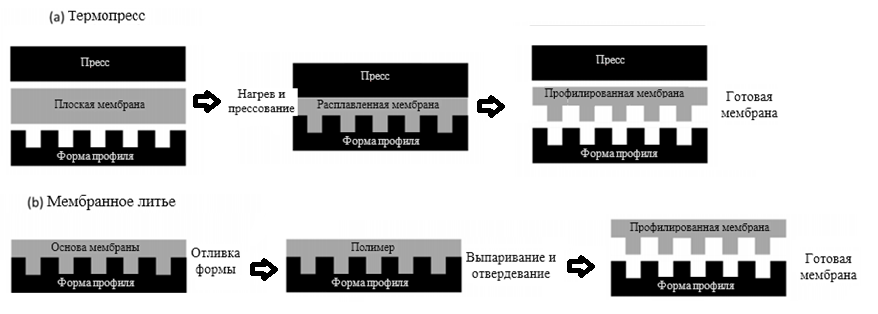 (a) Термопресс
Пресс
Плоская мембрана
Форма профиля
Нагрев и
прессование
Пресс
Расплавленная мембрана
Форма профиля
Пресс
Профилированная мембрана
Форма профиля
Готовая
мембрана
(b) Мембранное литье
Основа мембраны
Форма профиля
Отливка
формы
Полимер
Форма профиля
Выпаривание и
отвердевание
Профилированная мембрана
Форма профиля
Готовая
мембрана